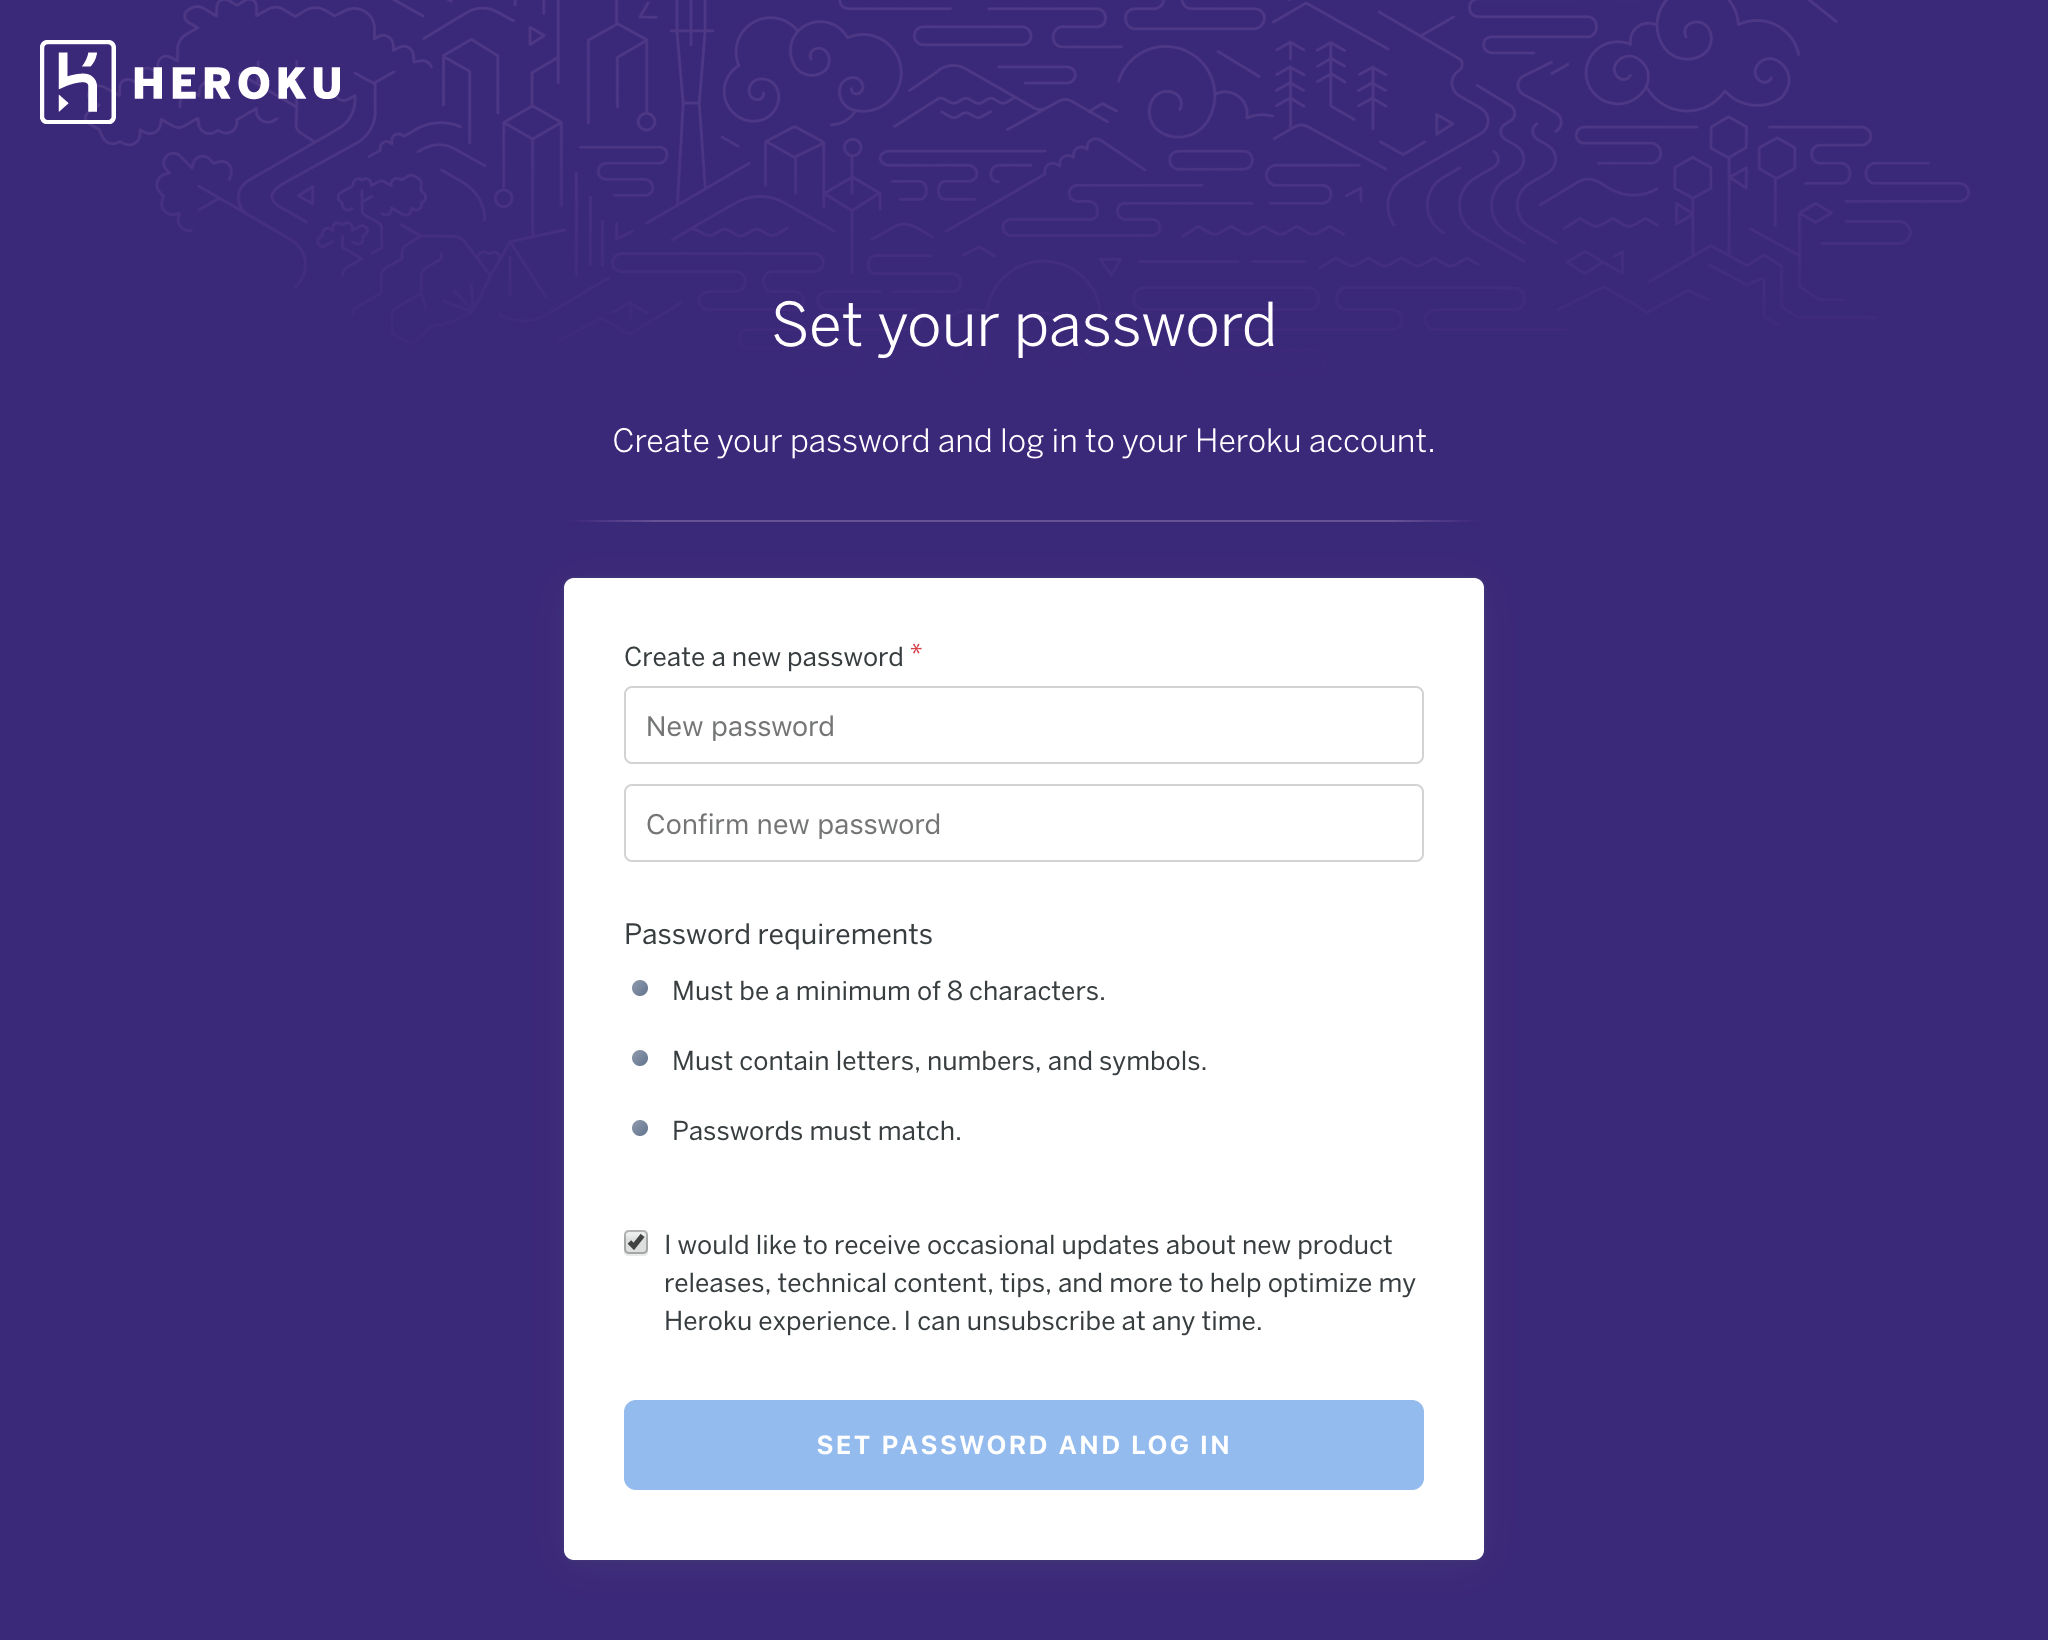 HEROKU
Set your password
Create your password and log in to your Heroku account.
Create a new password *
New password
Confirm new password
Password requirements
Must be a minimum of 8 characters.
Must contain letters, numbers, and symbols.
Passwords must match.
I would like to receive occasional updates about new product
releases, technical content, tips, and more to help optimize my
Heroku experience. I can unsubscribe at any time.
SET PASSWORD AND LOG IN